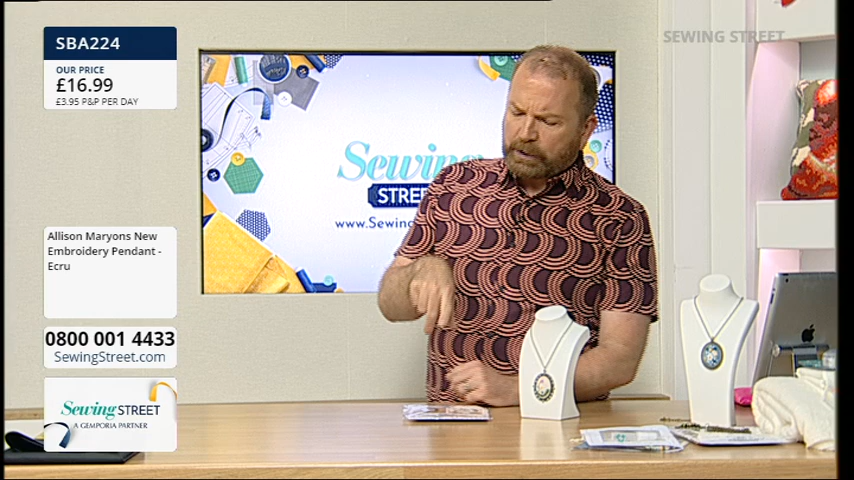 SBA224
OUR PRICE
£16.99
£3.95 P&P PER DAY
Allison Maryons New
Embroidery Pendant -
Ecru
0800 001 4433
SewingStreet.com
Sewing STREET
A GEMPORIA PARTNER
SEWING STREET
Sewing
STREE
www.Sewing